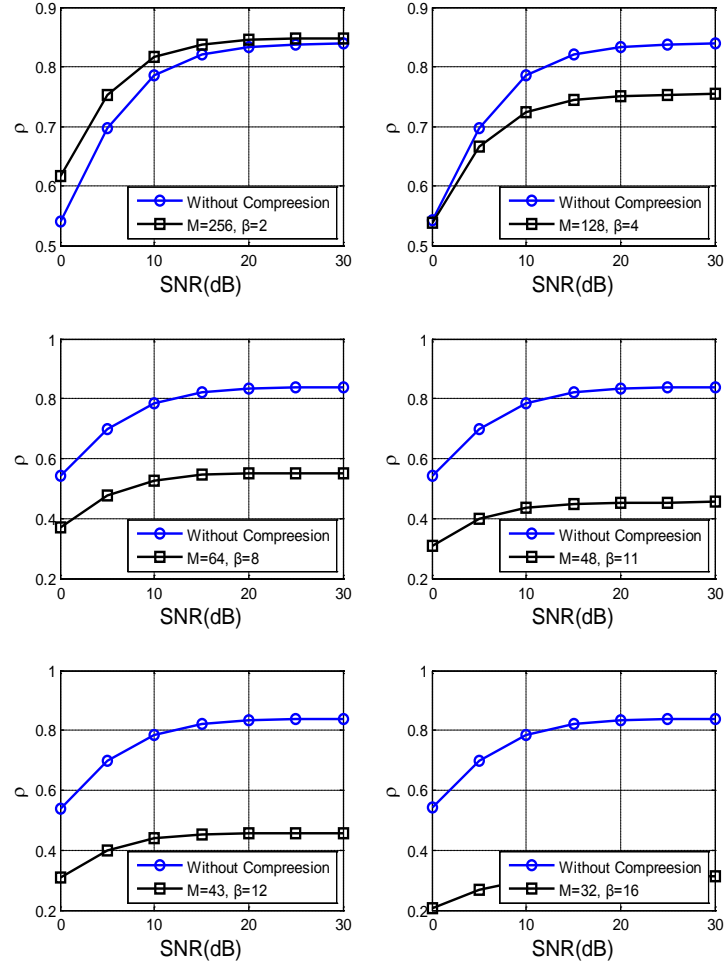 0.9
0.8
0.7
0.6
0.5
ρ
0 10 20 30
SNR(dB)
Without Compreesion
M=256, β=2
0.9
0.8
0.7
0.6
0.5
ρ
0 10 20 30
SNR(dB)
Without Compreesion
M=128, β=4
1
0.8
0.6
0.4
0.2
ρ
0 10 20 30
SNR(dB)
Without Compreesion
M=64, β=8
1
0.8
0.6
0.4
0.2
ρ
0 10 20 30
SNR(dB)
Without Compreesion
M=48, β=11
1
0.8
0.6
0.4
0.2
ρ
0 10 20 30
SNR(dB)
Without Compreesion
M=43, β=12
1
0.8
0.6
0.4
0.2
ρ
0 10 20 30
SNR(dB)
Without Compreesion
M=32, β=16